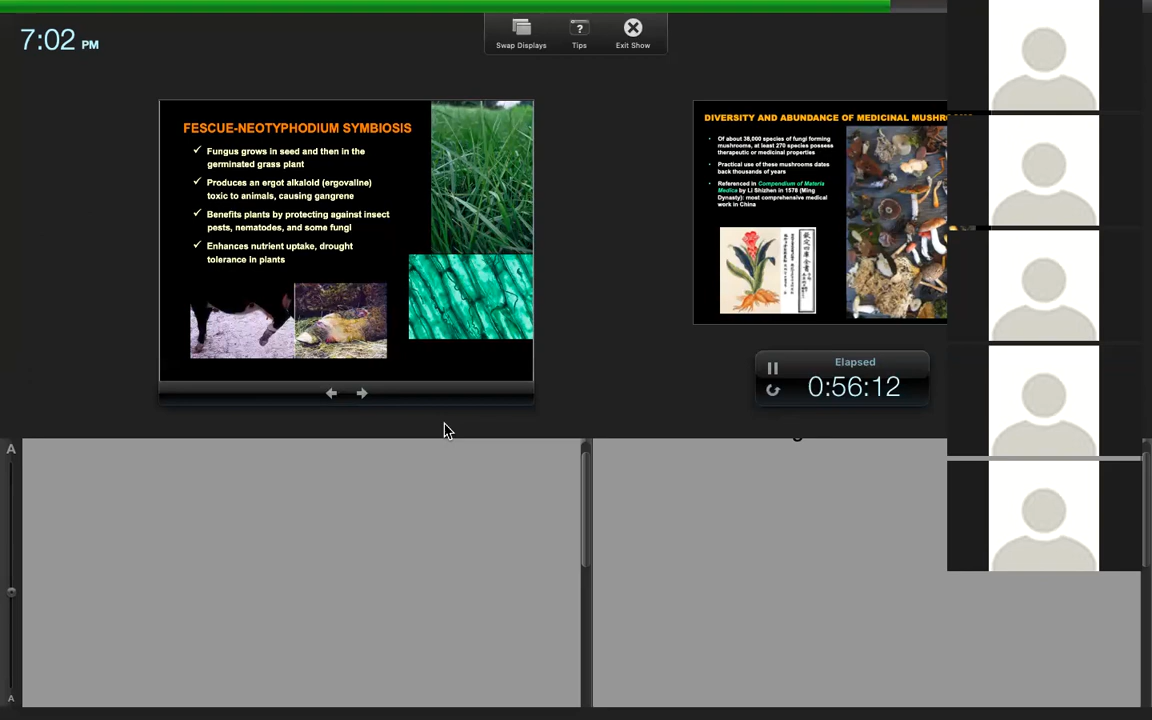 7:02 PM
Swap Displays
Tips
Exit Show
FESCUE-NEOTYPHODIUM SYMBIOSIS
✓ Fungus grows in seed and then in the
germinated grass plant
✓ Produces an ergot alkaloid (ergovaline)
toxic to animals, causing gangrene
✓ Benefits plants by protecting against insect
pests, nematodes, and some fungi
✓ Enhances nutrient uptake, drought
tolerance in plants
DIVERSITY AND ABUNDANCE OF MEDICINAL
• Of about 38,000 species of fungi forming
mushrooms, at least 270 species possess
therapeutic or medicinal properties
• Practical use of these mushrooms dates
back thousands of years
• Referenced in Compendium of Materia
Medica by Li Shizhen in 1578 (Ming
Dynasty): most comprehensive medical
work in China
Elapsed
0:56:12
A
A